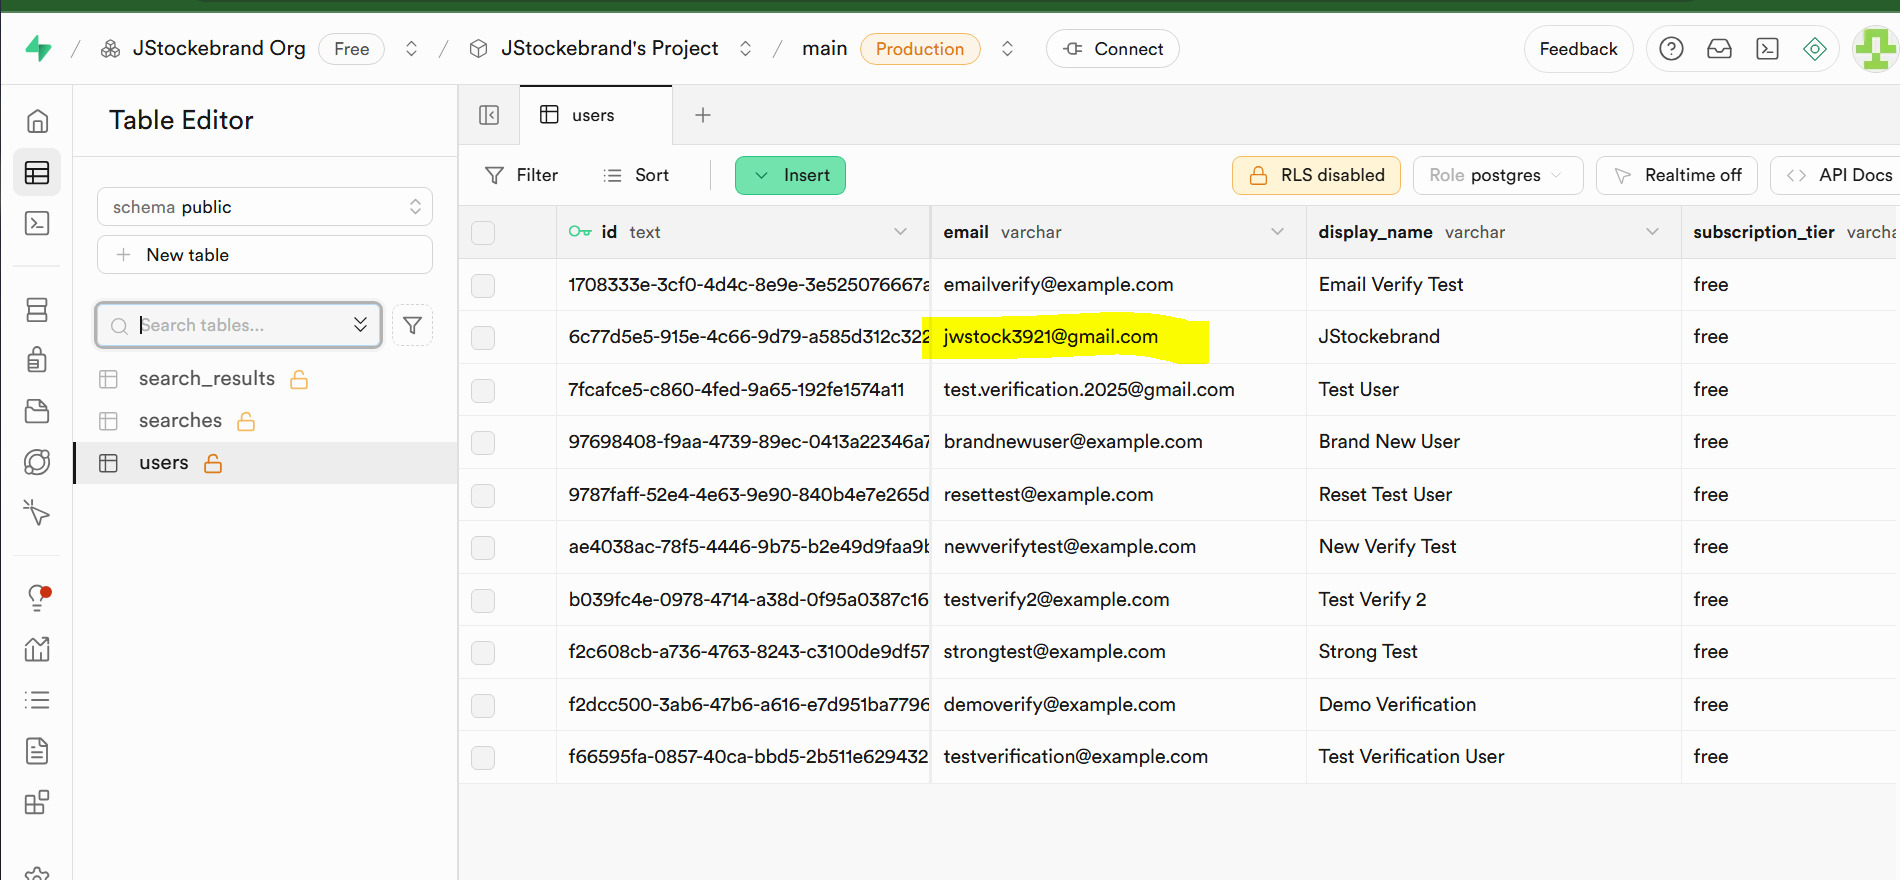 JStockebrand Org Free JStockebrand's Project main Production Connect Feedback
Table Editor
users
Filter Sort Insert RLS disabled Role postgres Realtime off API Docs
schema public
New table
Search tables...
search_results
searches
users
id text email varchar display_name varchar subscription_tier varcha
1708333e-3cf0-4d4c-8e9e-3e525076667a emailverify@example.com Email Verify Test free
6c77d5e5-915e-4c66-9d79-a585d312c322 jwstock3921@gmail.com JStockebrand free
7fcafce5-c860-4fed-9a65-192fe1574a11 test.verification.2025@gmail.com Test User free
97698408-f9aa-4739-89ec-0413a22346a7 brandnewuser@example.com Brand New User free
9787faff-52e4-4e63-9e90-840b4e7e265d resettest@example.com Reset Test User free
ae4038ac-78f5-4446-9b75-b2e49d9faa9b newverifytest@example.com New Verify Test free
b039fc4e-0978-4714-a38d-0f95a0387c16 testverify2@example.com Test Verify 2 free
f2c608cb-a736-4763-8243-c3100de9df57 strongtest@example.com Strong Test free
f2dcc500-3ab6-47b6-a616-e7d951ba7796 demoverify@example.com Demo Verification free
f66595fa-0857-40ca-bbd5-2b511e629432 testverification@example.com Test Verification User free